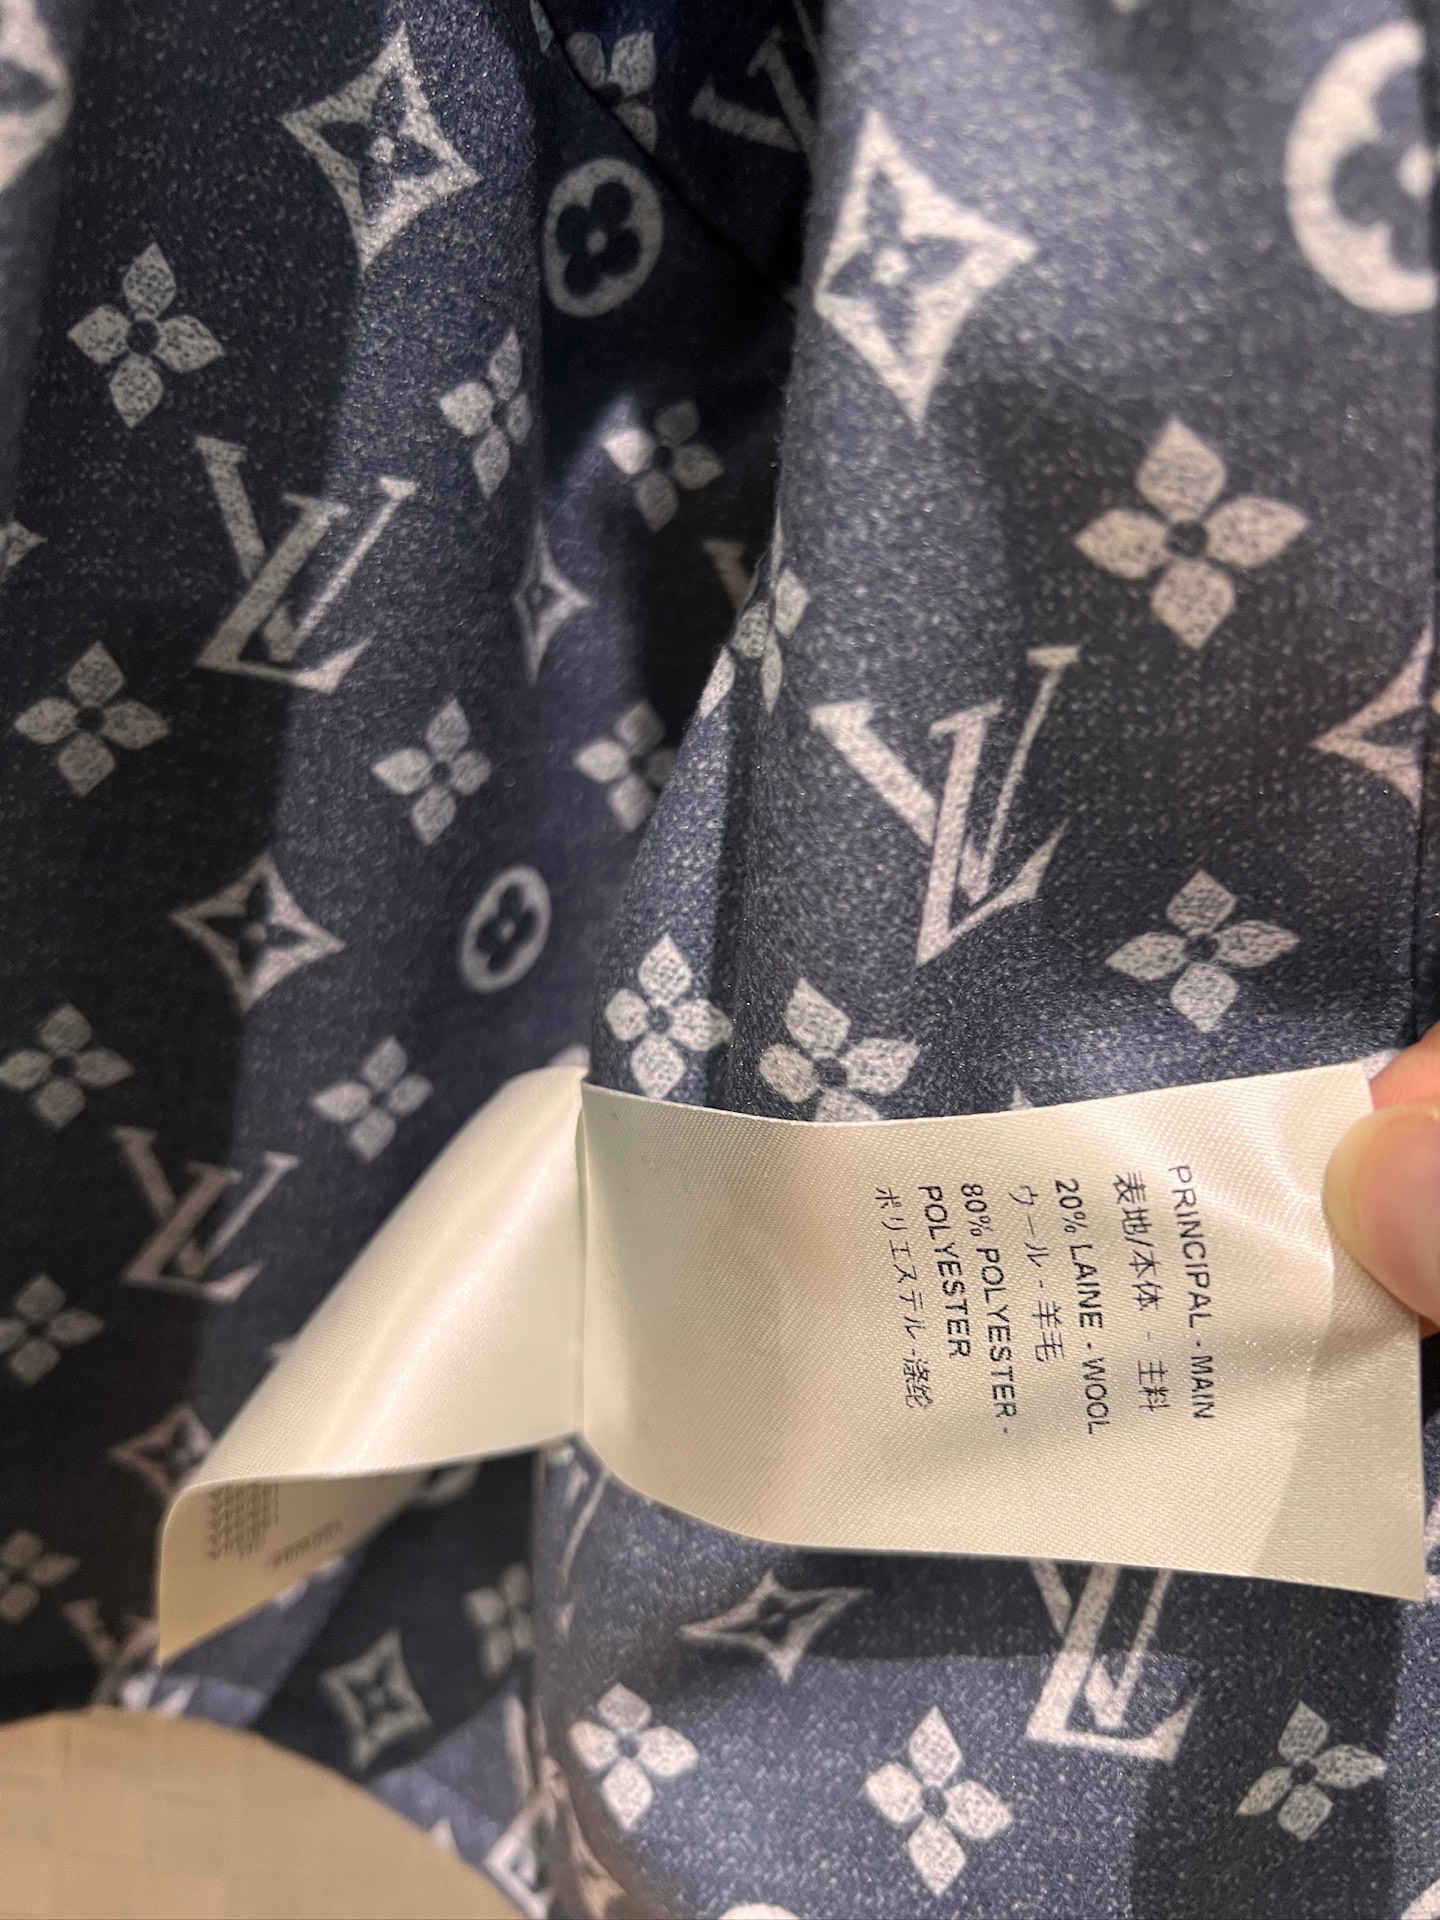 PRINCIPAL - MAIN
表地/本体 - 主料
20% LAINE - WOOL
ウール - 羊毛
80% POLYESTER -
POLYESTER
ポリエステル -涤纶